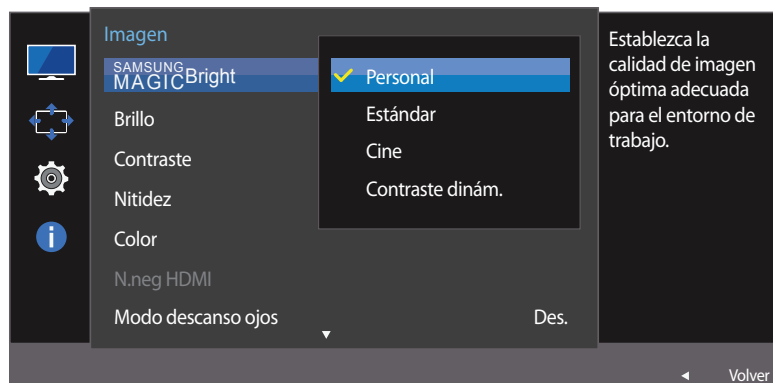 Imagen
SAMSUNG
MAGICBright
Brillo
Contraste
Nitidez
Color
N.neg HDMI
Modo descanso ojos Des.
Personal
Estándar
Cine
Contraste dinám.
Establezca la
calidad de imagen
óptima adecuada
para el entorno de
trabajo.
Volver